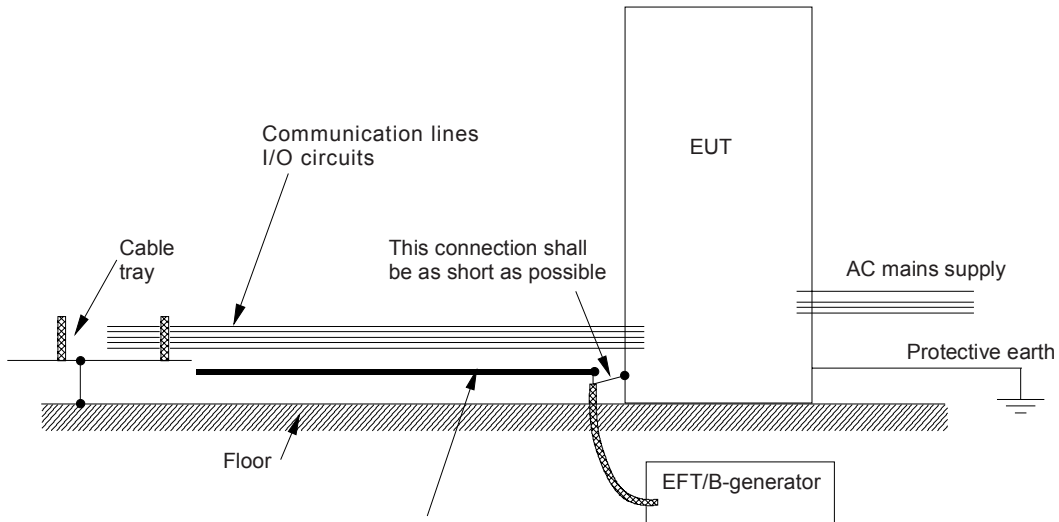 Communication lines
I/O circuits
EUT
Cable
tray
This connection shall
be as short as possible
AC mains supply
Protective earth
Floor
EFT/B-generator